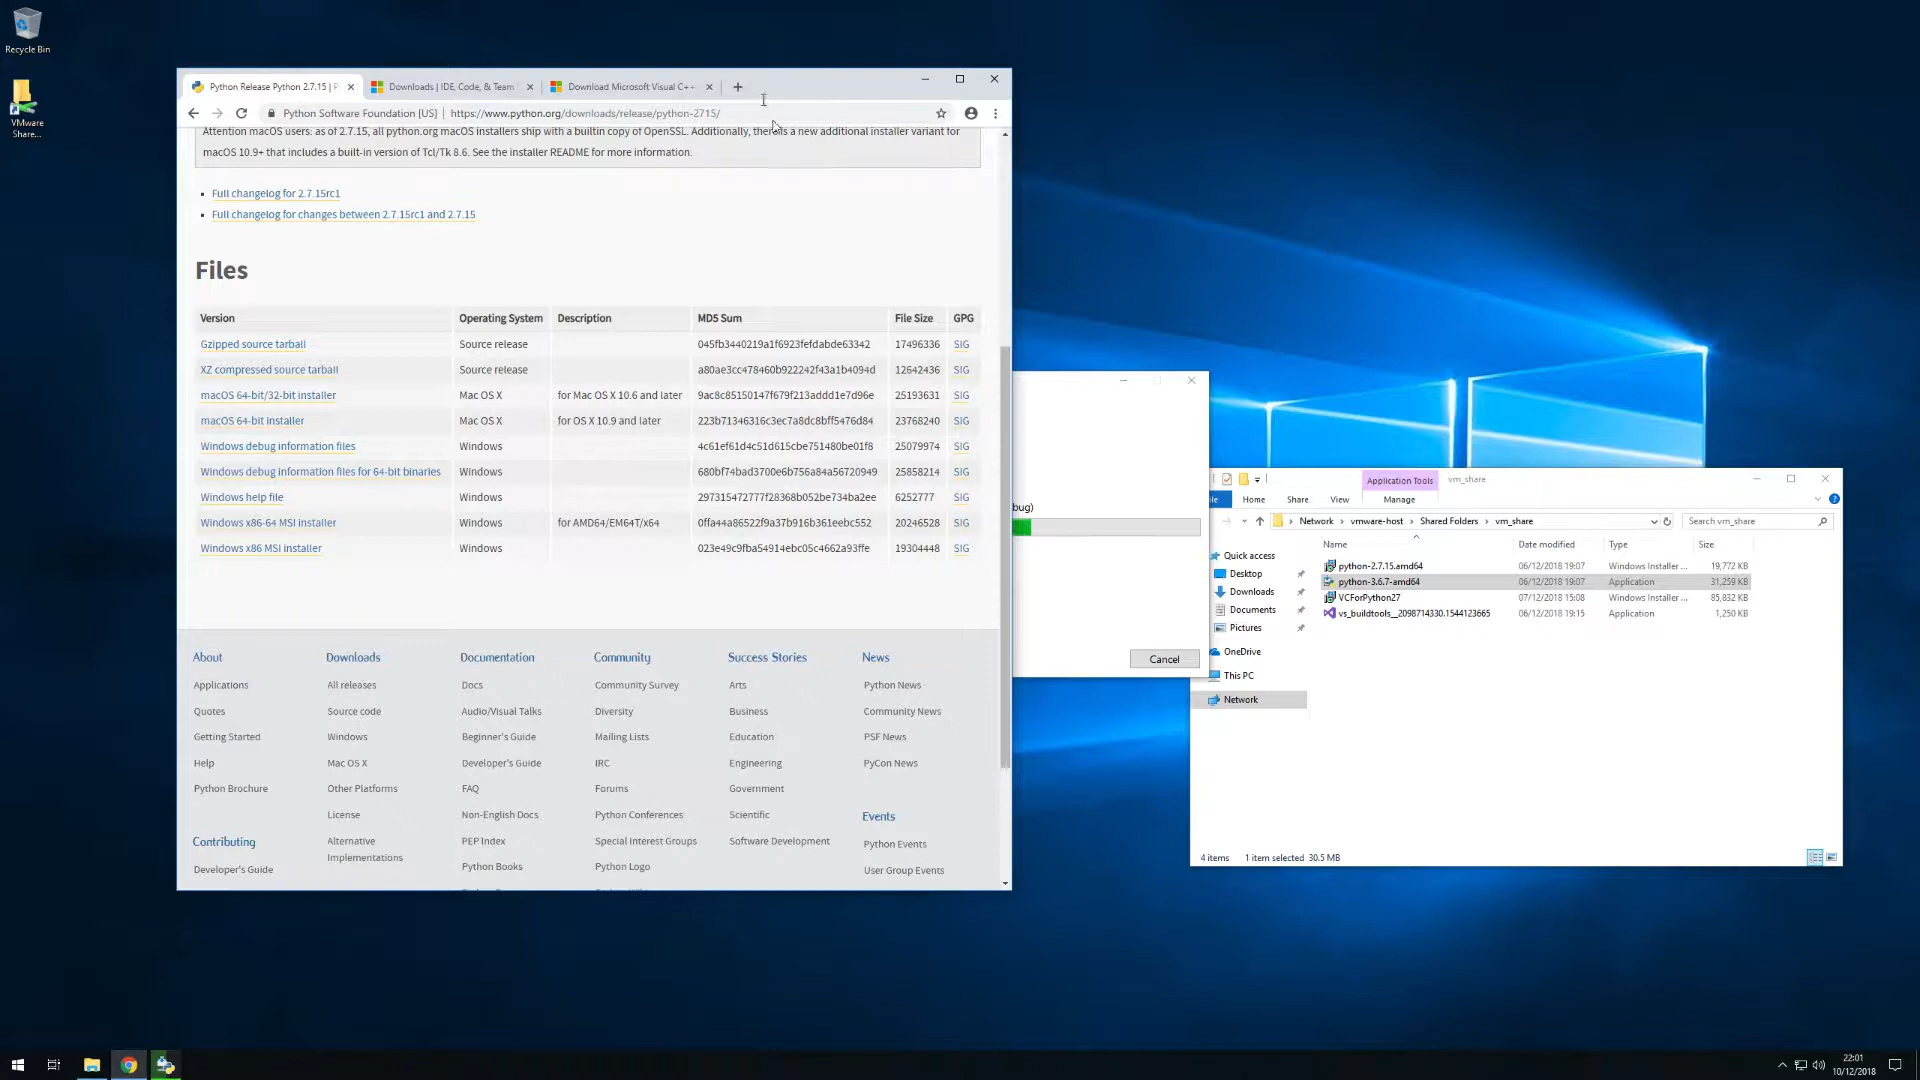 Recycle Bin
VMware
Share...
Python Release Python 2.7.15 | P
Downloads | IDE, Code, & Team
Download Microsoft Visual C++
Python Software Foundation [US]
https://www.python.org/downloads/release/python-2715/
Attention macOS users: as of 2.7.15, all python.org macOS installers ship with a builtin copy of OpenSSL. Additionally, there is a new additional installer variant for
macOS 10.9+ that includes a built-in version of Tcl/Tk 8.6. See the installer README for more information.
Full changelog for 2.7.15rc1
Full changelog for changes between 2.7.15rc1 and 2.7.15
Files
Version Operating System Description MD5 Sum File Size GPG
Gzipped source tarball Source release 045fb3440219a1f6923fefdabde63342 17496336 SIG
XZ compressed source tarball Source release a80ae3cc478460b922242f43a1b4094d 12642436 SIG
macOS 64-bit/32-bit installer Mac OS X for Mac OS X 10.6 and later 9ac8c85150147f679f213addd1e7d96e 25193631 SIG
macOS 64-bit installer Mac OS X for OS X 10.9 and later 223b71346316c3ec7a8dc8bff5476d84 23768240 SIG
Windows debug information files Windows 4c61ef61d4c51d615cbe751480be01f8 25079974 SIG
Windows debug information files for 64-bit binaries Windows 680bf74bad3700e6b756a84a56720949 25858214 SIG
Windows help file Windows 297315472777f28368b052be734ba2ee 6252777 SIG
Windows x86-64 MSI installer Windows for AMD64/EM64T/x64 0ffa44a86522f9a37b916b361eebc552 20246528 SIG
Windows x86 MSI installer Windows 023e49c9fba54914ebc05c4662a93ffe 19304448 SIG
About Downloads Documentation Community Success Stories News
Applications All releases Docs Community Survey Arts Python News
Quotes Source code Audio/Visual Talks Diversity Business Community News
Getting Started Windows Beginner's Guide Mailing Lists Education PSF News
Help Mac OS X Developer's Guide IRC Engineering PyCon News
Python Brochure Other Platforms FAQ Forums Government
License Non-English Docs Python Conferences Scientific Events
Contributing Alternative PEP Index Special Interest Groups Software Development Python Events
Implementations
Developer's Guide Python Books Python Logo User Group Events
bug)
Cancel
Application Tools vm_share
le Home Share View Manage
Network vmware-host Shared Folders vm_share
Search vm_share
Name Date modified Type Size
Quick access
Desktop
Downloads
Documents
Pictures
OneDrive
This PC
Network
python-2.7.15.amd64 06/12/2018 19:07 Windows Installer ... 19,772 KB
python-3.6.7-amd64 06/12/2018 19:07 Application 31,259 KB
VCForPython27 07/12/2018 15:08 Windows Installer ... 85,832 KB
vs_buildtools__2098714330.1544123665 06/12/2018 19:15 Application 1,250 KB
4 items 1 item selected 30.5 MB
22:01
10/12/2018